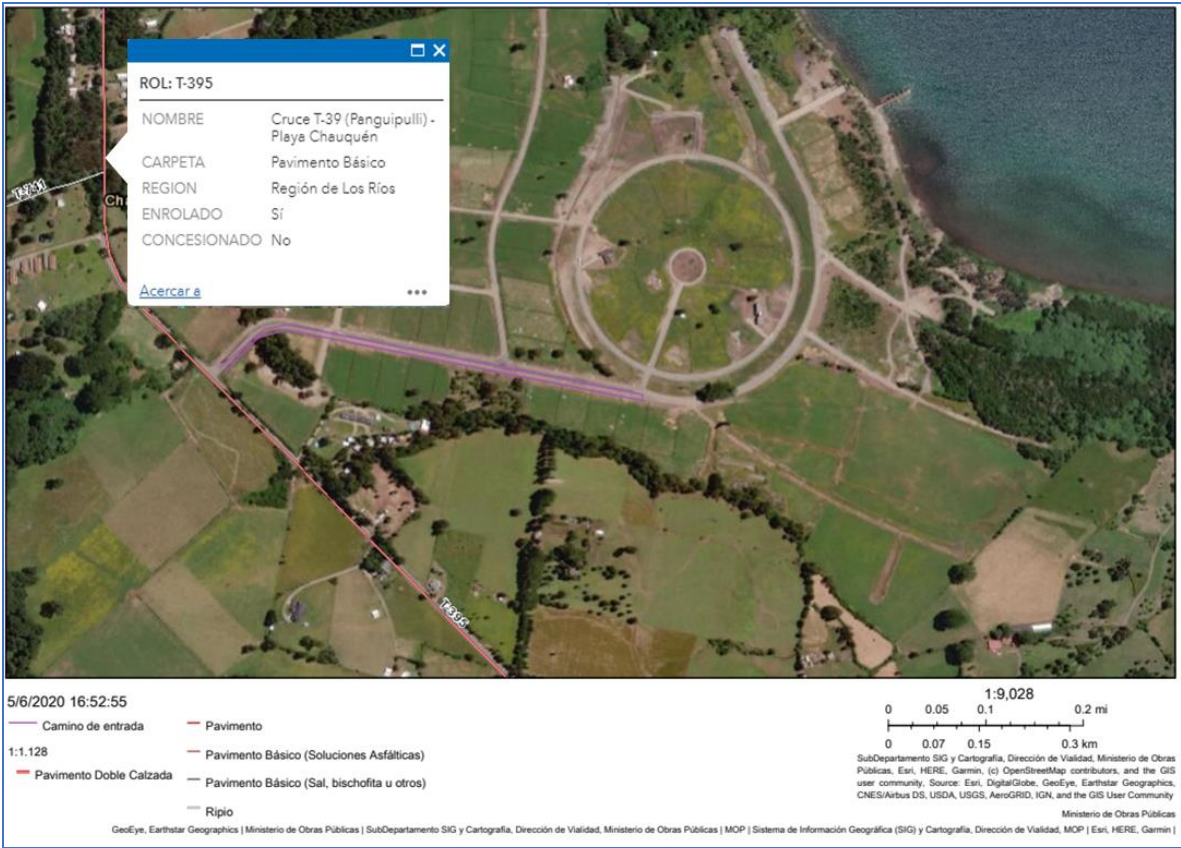 ROL: T-395
NOMBRE Cruce T-39 (Panguipulli) -
Playa Chauquén
CARPETA Pavimento Básico
REGION Región de Los Ríos
ENROLADO Sí
CONCESIONADO No
Acercar a
Ch
T-395
5/6/2020 16:52:55
Camino de entrada
1:1.128
Pavimento Doble Calzada
Pavimento
Pavimento Básico (Soluciones Asfálticas)
Pavimento Básico (Sal, bischofita u otros)
Ripio
1:9,028
0 0.05 0.1 0.2 mi
0 0.07 0.15 0.3 km
SubDepartamento SIG y Cartografía, Dirección de Vialidad, Ministerio de Obras
Públicas, Esri, HERE, Garmin, (c) OpenStreetMap contributors, and the GIS
user community, Source: Esri, DigitalGlobe, GeoEye, Earthstar Geographics,
CNES/Airbus DS, USDA, USGS, AeroGRID, IGN, and the GIS User Community
Ministerio de Obras Públicas
GeoEye, Earthstar Geographics | Ministerio de Obras Públicas | SubDepartamento SIG y Cartografía, Dirección de Vialidad, Ministerio de Obras Públicas | MOP | Sistema de Información Geográfica (SIG) y Cartografía, Dirección de Vialidad, MOP | Esri, HERE, Garmin |